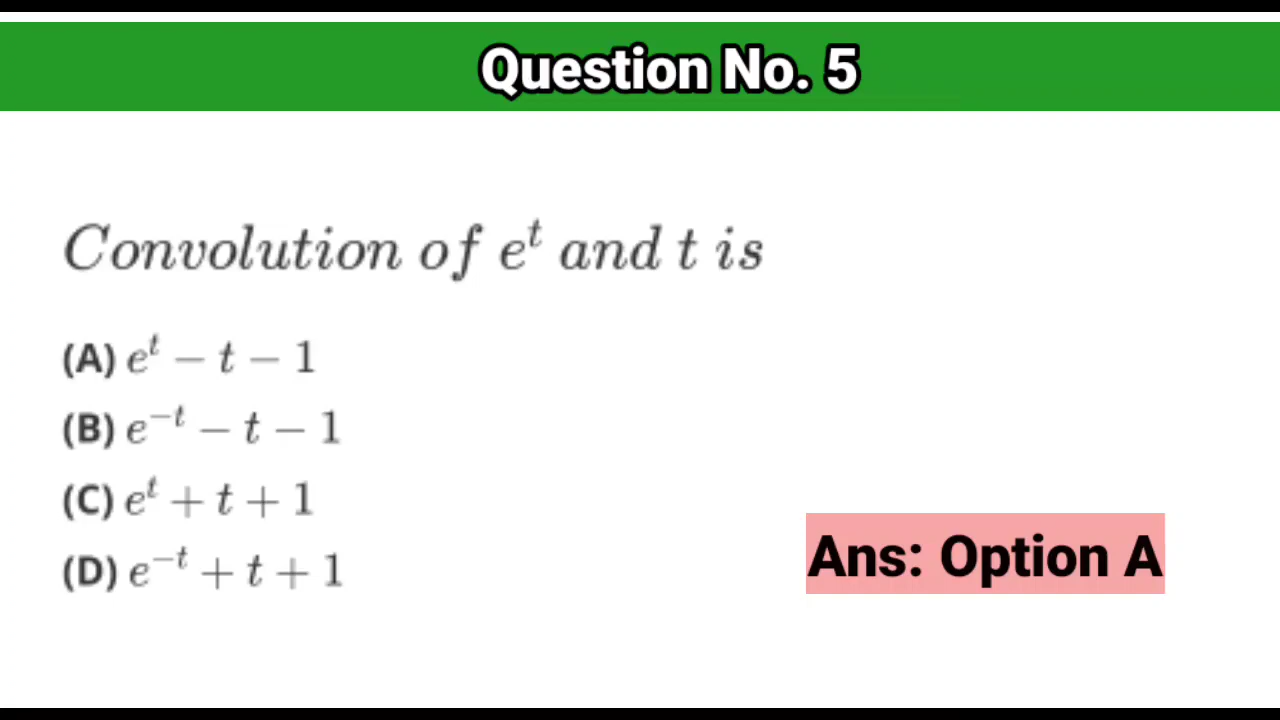 Question No. 5
Convolution of e^t and t is
(A) e^t − t − 1
(B) e^−t − t − 1
(C) e^t + t + 1
(D) e^−t + t + 1
Ans: Option A